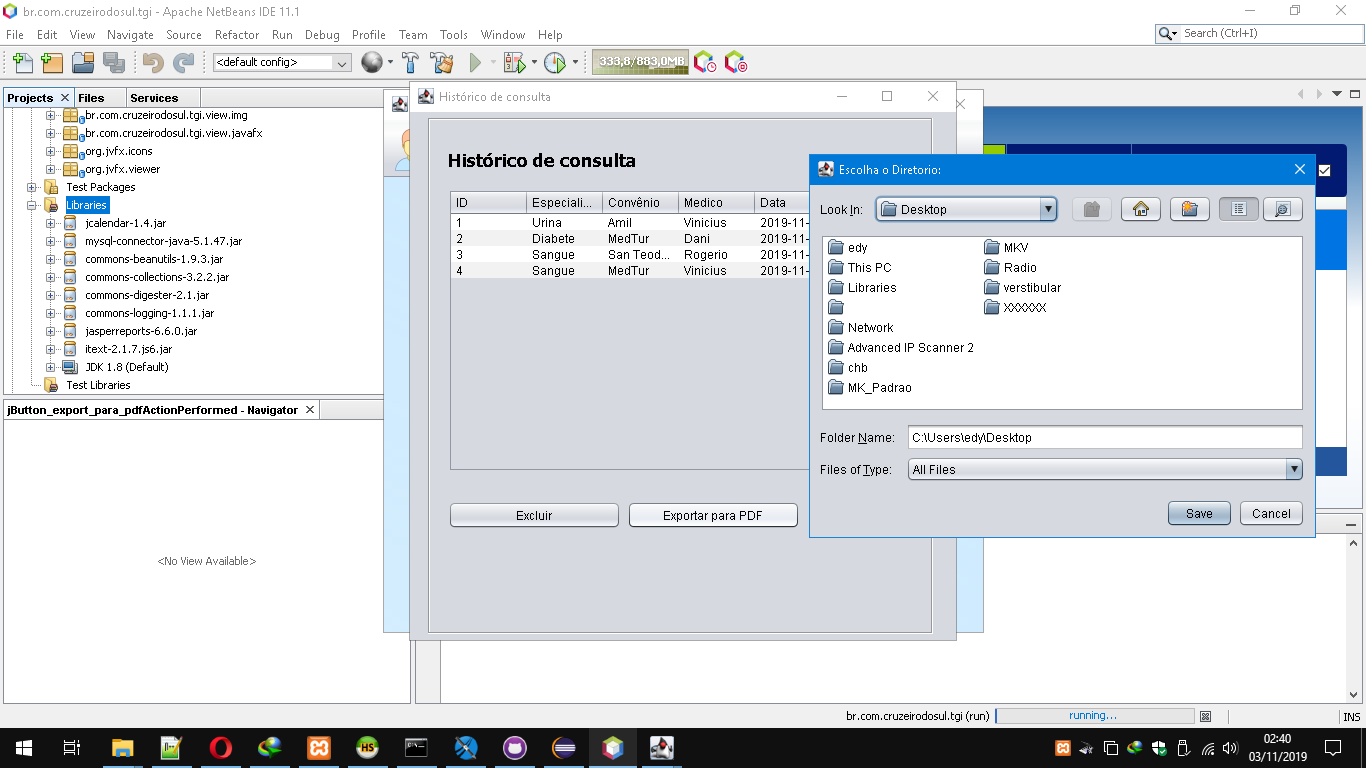 br.com.cruzeirodosul.tgi - Apache NetBeans IDE 11.1
File Edit View Navigate Source Refactor Run Debug Profile Team Tools Window Help
Search (Ctrl+I)
<default config>
333,8/883,0MB
Projects Files Services
br.com.cruzeirodosul.tgi.view.img
br.com.cruzeirodosul.tgi.view.javafx
org.jvfx.icons
org.jvfx.viewer
Test Packages
Libraries
jcalendar-1.4.jar
mysql-connector-java-5.1.47.jar
commons-beanutils-1.9.3.jar
commons-collections-3.2.2.jar
commons-digester-2.1.jar
commons-logging-1.1.1.jar
jasperreports-6.6.0.jar
itext-2.1.7.js6.jar
JDK 1.8 (Default)
Test Libraries
jButton_export_para_pdfActionPerformed - Navigator
<No View Available>
Histórico de consulta
Histórico de consulta
ID Especiali... Convênio Medico Data
1 Urina Amil Vinicius 2019-11-
2 Diabete MedTur Dani 2019-11-
3 Sangue San Teod... Rogerio 2019-11-
4 Sangue MedTur Vinicius 2019-11-
Excluir Exportar para PDF
Escolha o Diretorio:
Look In: Desktop
edy
This PC
Libraries
Network
Advanced IP Scanner 2
chb
MK_Padrao
MKV
Radio
verstibular
XXXXXX
Folder Name: C:\Users\edy\Desktop
Files of Type: All Files
Save Cancel
br.com.cruzeirodosul.tgi (run) running... INS
HS
02:40
03/11/2019